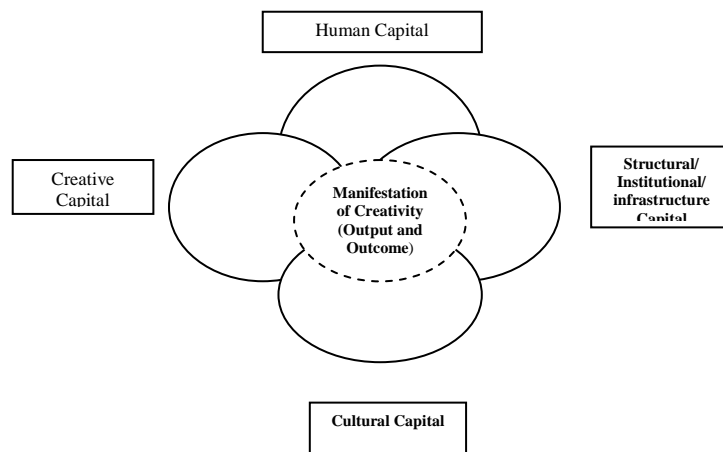 Human Capital
Creative
Capital
Manifestation
of Creativity
(Output and
Outcome)
Structural/
Institutional/
infrastructure
Capital
Cultural Capital